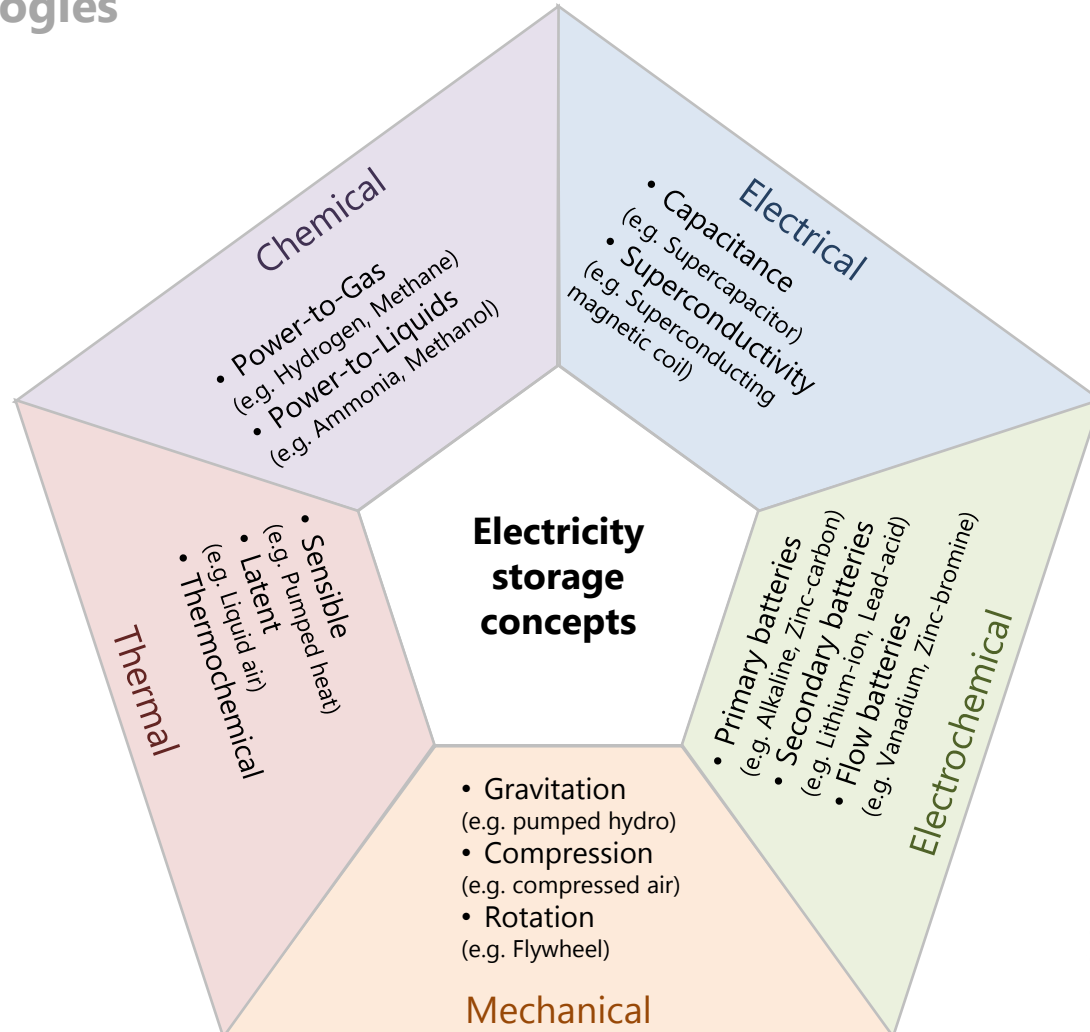 ogies
Chemical
• Power-to-Gas
(e.g. Hydrogen, Methane)
• Power-to-Liquids
(e.g. Ammonia, Methanol)
Electrical
• Capacitance
(e.g. Supercapacitor)
• Superconductivity
(e.g. Superconducting
magnetic coil)
Electricity
storage
concepts
Thermal
• Sensible
(e.g. Pumped heat)
• Latent
(e.g. Liquid air)
• Thermochemical
• Primary batteries
(e.g. Alkaline, Zinc-carbon)
• Secondary batteries
(e.g. Lithium-ion, Lead-acid)
• Flow batteries
(e.g. Vanadium, Zinc-bromine)
Electrochemical
• Gravitation
(e.g. pumped hydro)
• Compression
(e.g. compressed air)
• Rotation
(e.g. Flywheel)
Mechanical